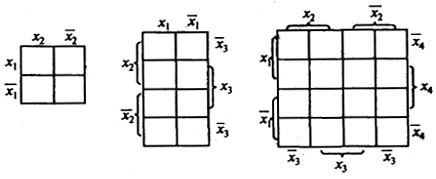 x₂ x̄₂
x₁
x̄₁
x₁ x̄₁
x̄₃
x₂
x₃
x̄₂
x̄₃
x₂ x̄₂
x̄₄
x₁
x₄
x̄₁
x̄₄
x̄₃ x₃ x̄₃